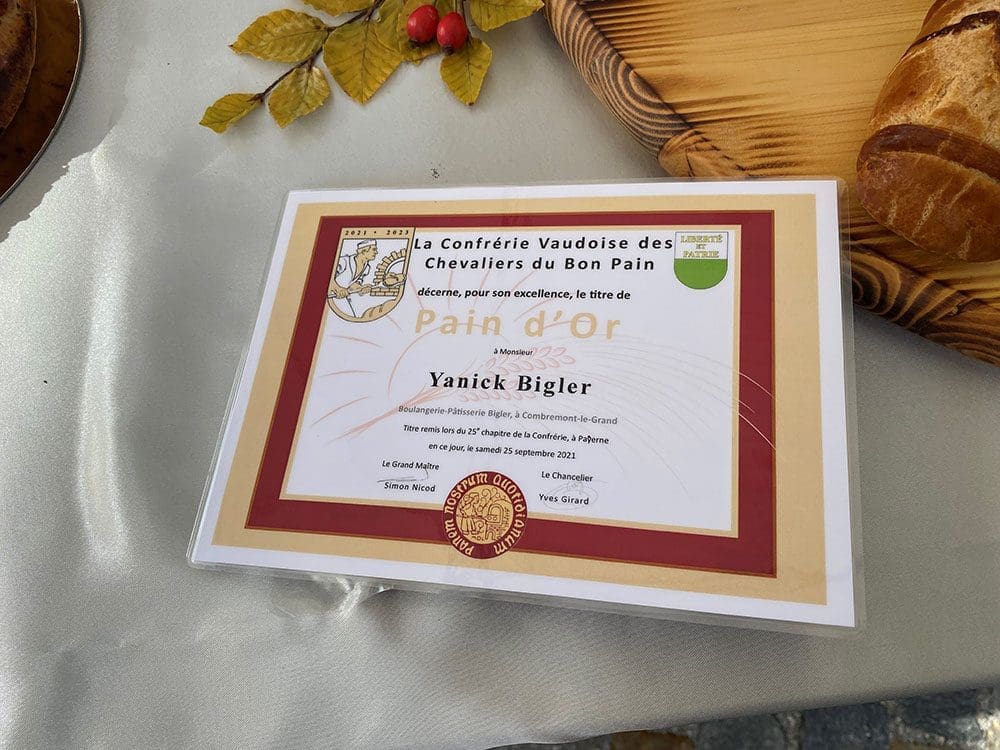 2021 • 2023
La Confrérie Vaudoise des
Chevaliers du Bon Pain
LIBERTÉ
ET
PATRIE
décerne, pour son excellence, le titre de
Pain d'Or
à Monsieur
Yanick Bigler
Boulangerie-Pâtisserie Bigler, à Combremont-le-Grand
Titre remis lors du 25e chapitre de la Confrérie, à Payerne
en ce jour, le samedi 25 septembre 2021
Le Grand Maître
Simon Nicod
Le Chancelier
Yves Girard
Panem nostrum quotidianum